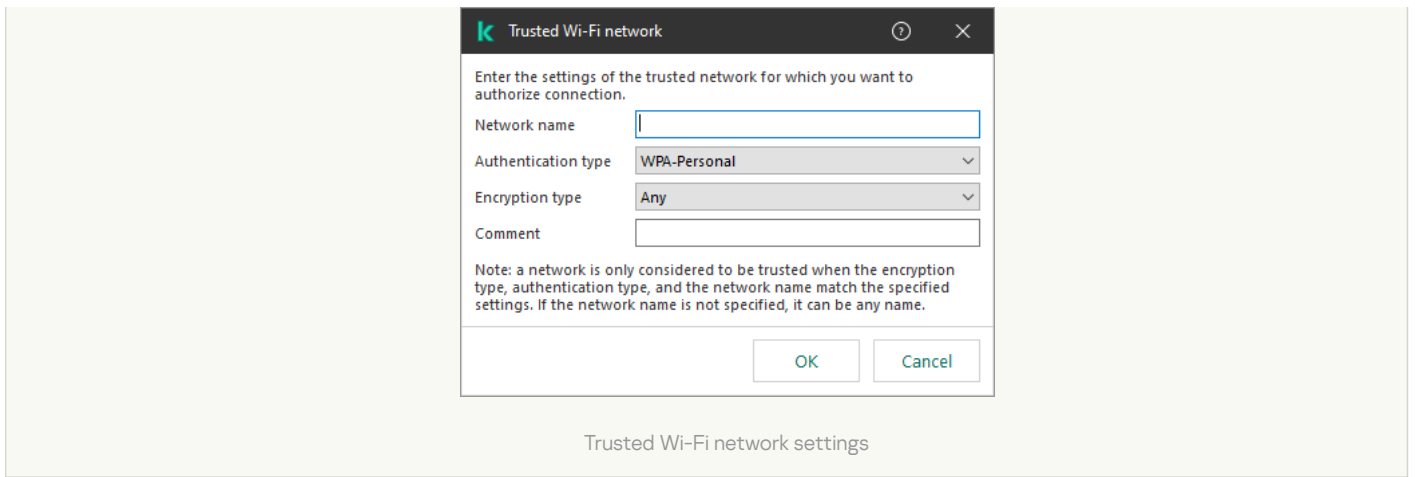 Trusted Wi-Fi network
Enter the settings of the trusted network for which you want to
authorize connection.
Network name
Authentication type WPA-Personal
Encryption type Any
Comment
Note: a network is only considered to be trusted when the encryption
type, authentication type, and the network name match the specified
settings. If the network name is not specified, it can be any name.
OK Cancel
Trusted Wi-Fi network settings